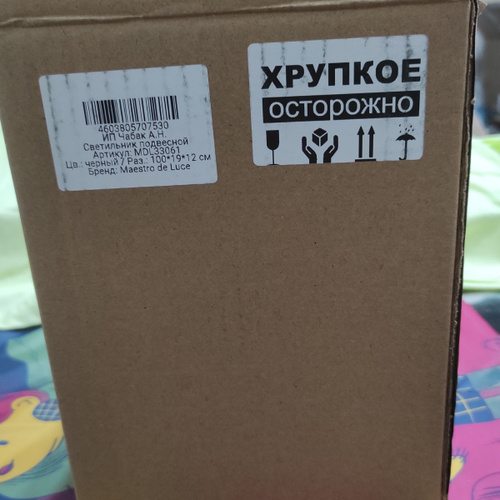 4603805707530
ИП Чабак А.Н.
Светильник подвесной
Артикул: MDL33061
Цв.: черный / Раз.: 100*19*12 см
Бренд: Maestro de Luce
ХРУПКОЕ
ОСТОРОЖНО